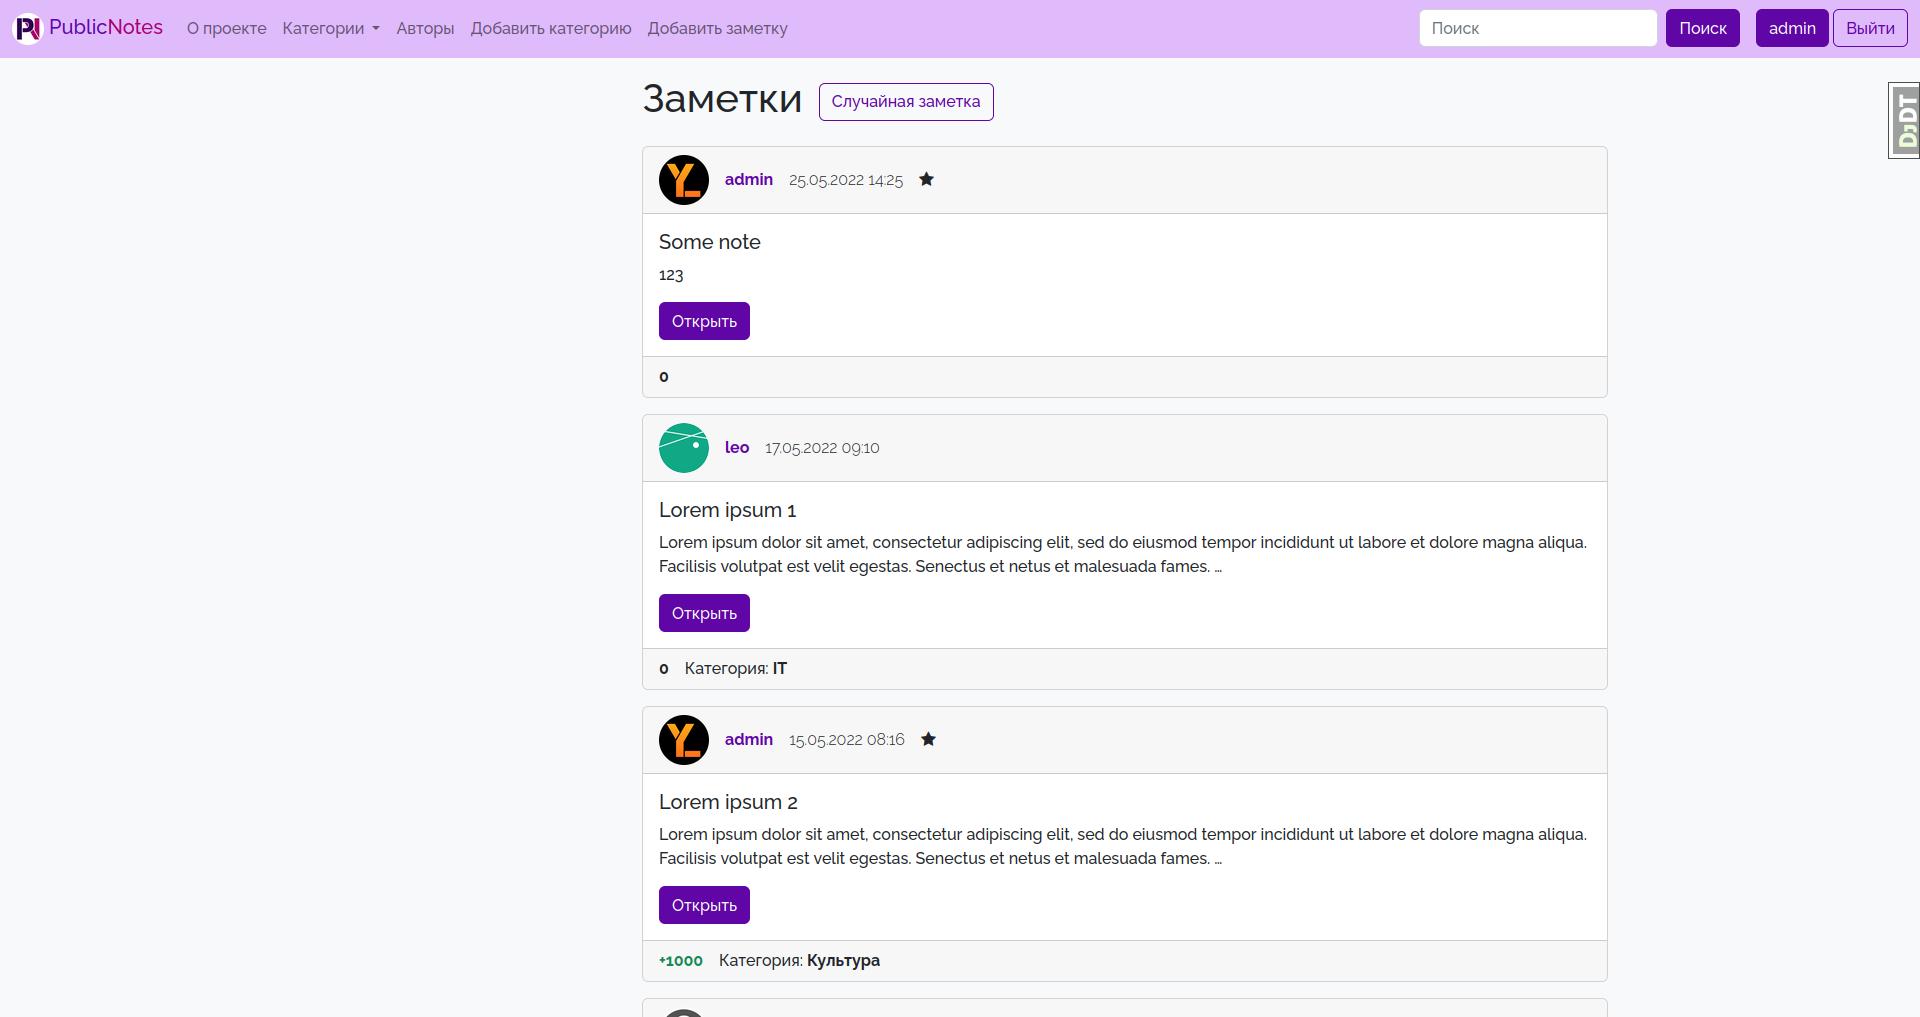 PublicNotes О проекте Категории Авторы Добавить категорию Добавить заметку Поиск Поиск admin Выйти
Заметки Случайная заметка
DJDT
admin 25.05.2022 14:25
Some note
123
Открыть
0
leo 17.05.2022 09:10
Lorem ipsum 1
Lorem ipsum dolor sit amet, consectetur adipiscing elit, sed do eiusmod tempor incididunt ut labore et dolore magna aliqua.
Facilisis volutpat est velit egestas. Senectus et netus et malesuada fames. …
Открыть
0 Категория: IT
admin 15.05.2022 08:16
Lorem ipsum 2
Lorem ipsum dolor sit amet, consectetur adipiscing elit, sed do eiusmod tempor incididunt ut labore et dolore magna aliqua.
Facilisis volutpat est velit egestas. Senectus et netus et malesuada fames. …
Открыть
+1000 Категория: Культура